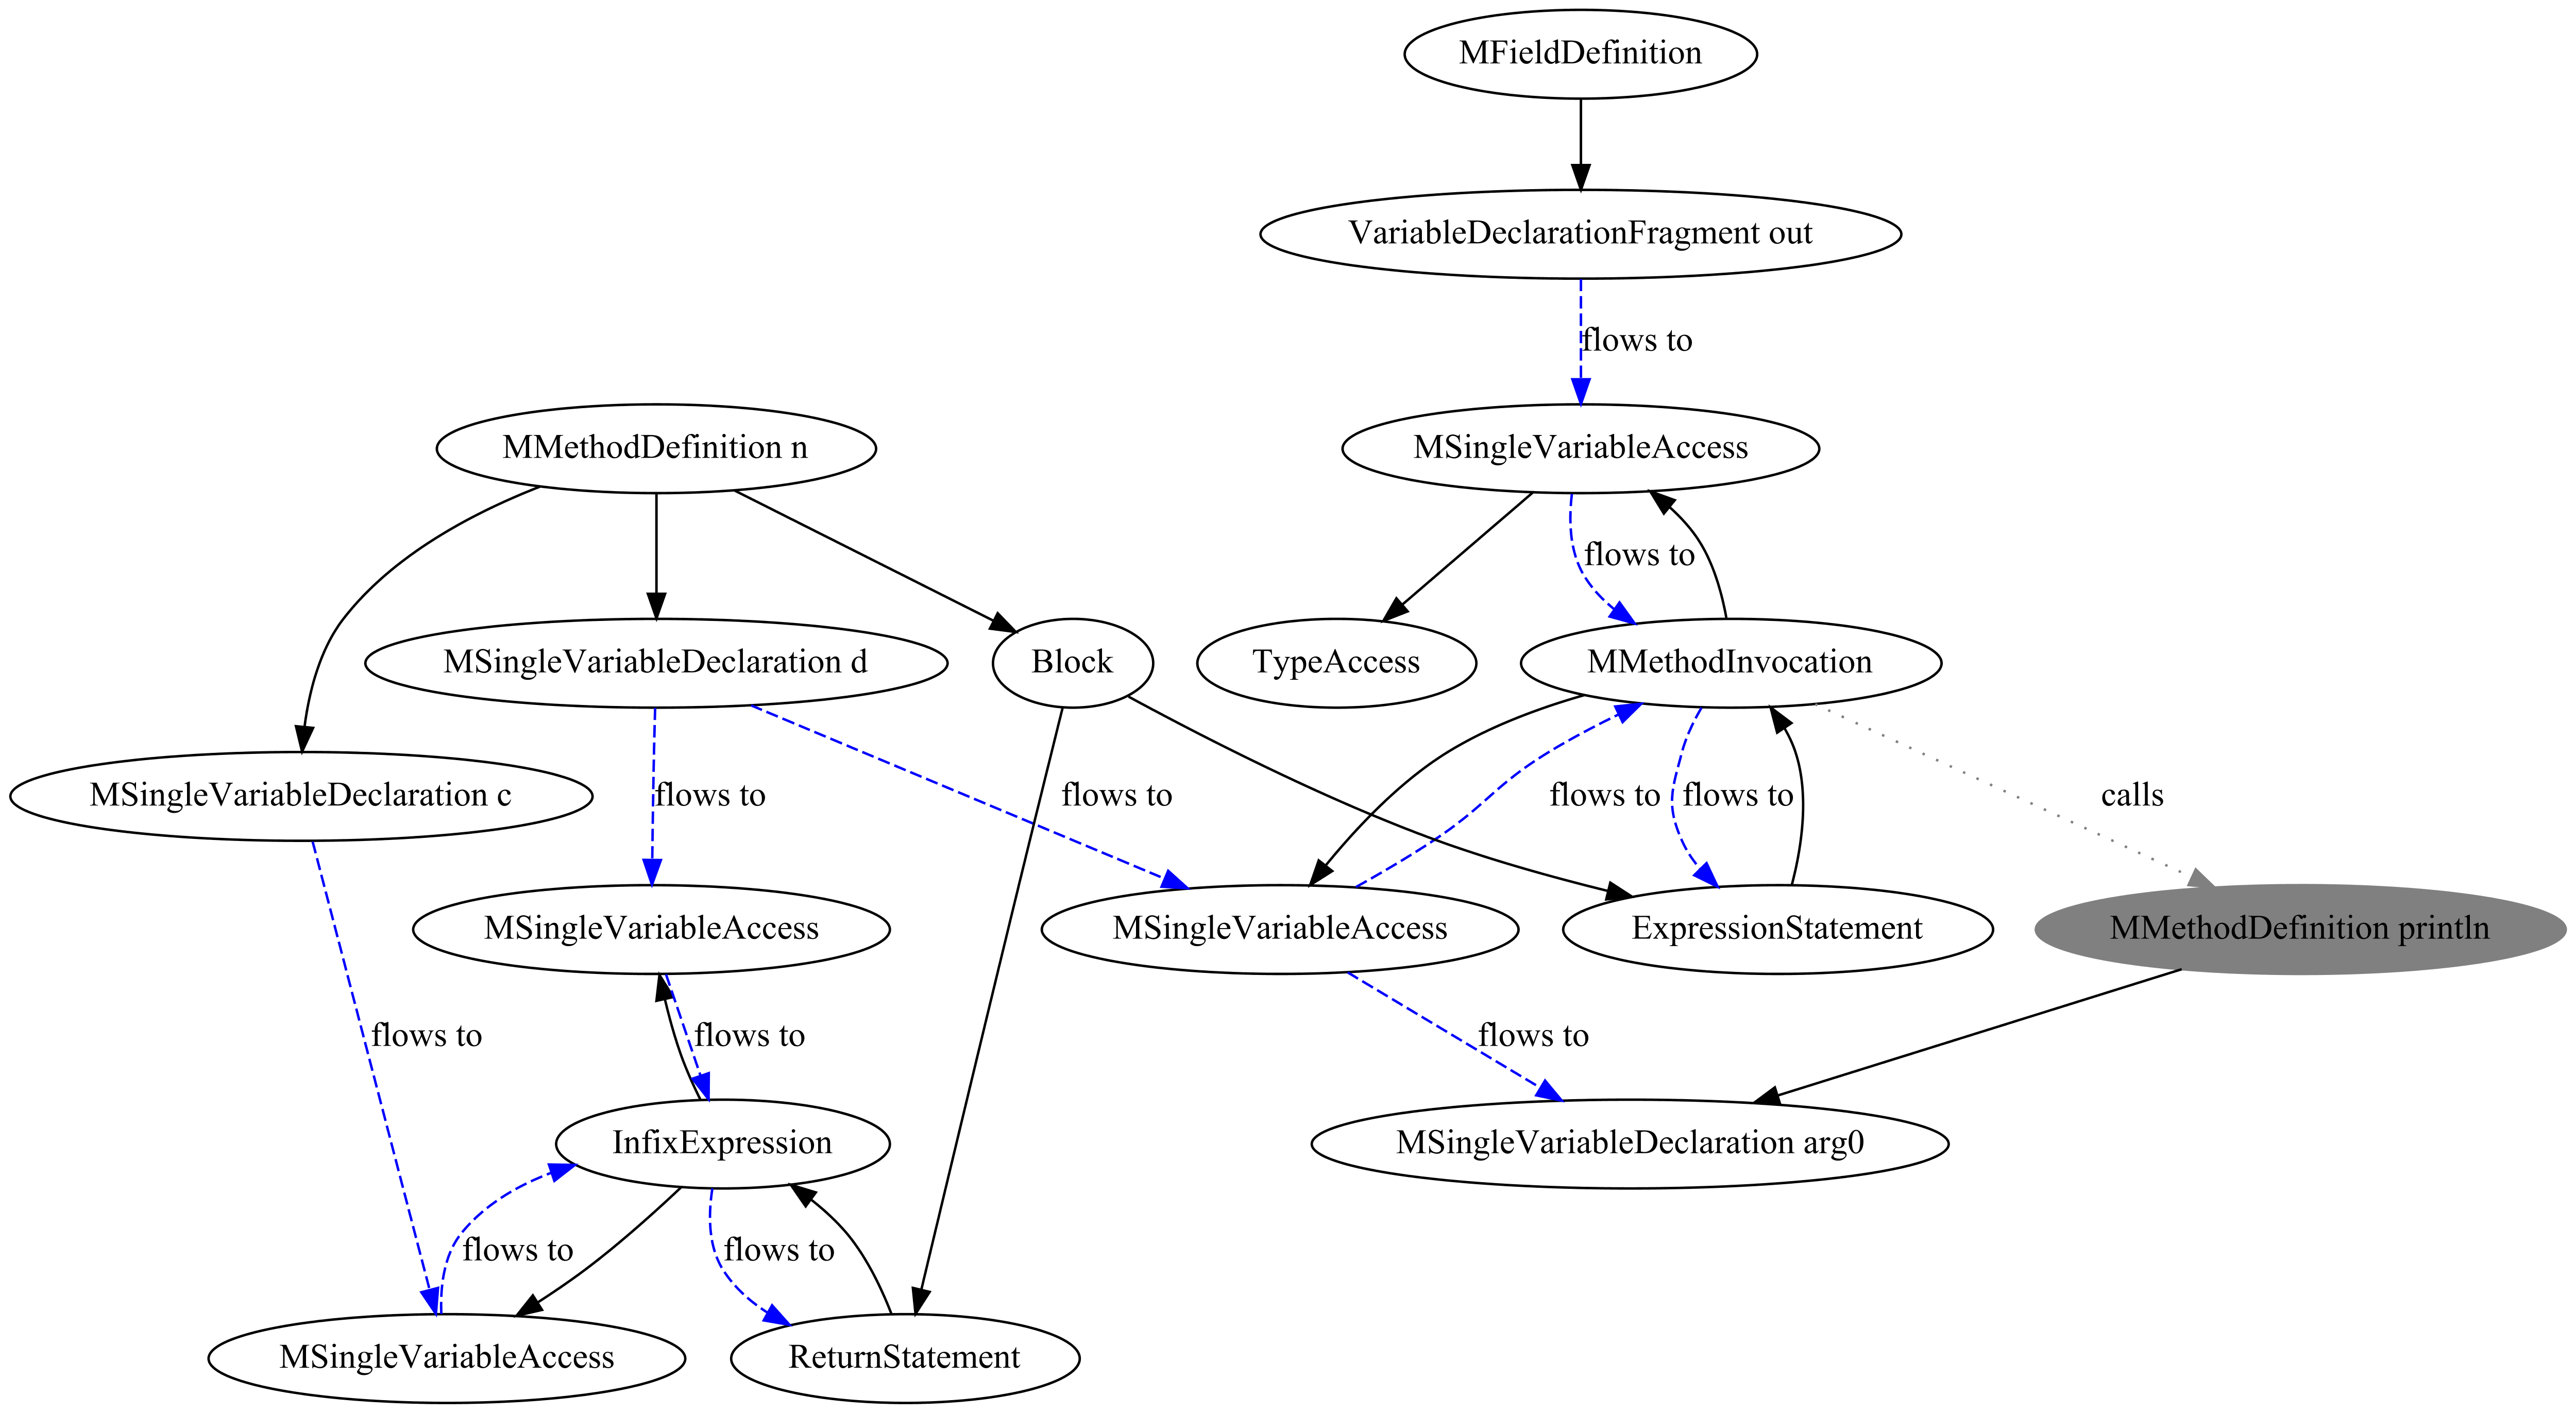 MFieldDefinition
VariableDeclarationFragment out
flows to
MMethodDefinition n
MSingleVariableAccess
flows to
MSingleVariableDeclaration d
Block
TypeAccess
MMethodInvocation
MSingleVariableDeclaration c
flows to
flows to
flows to
flows to
calls
MSingleVariableAccess
MSingleVariableAccess
ExpressionStatement
MMethodDefinition println
flows to
flows to
flows to
InfixExpression
MSingleVariableDeclaration arg0
flows to
flows to
MSingleVariableAccess
ReturnStatement